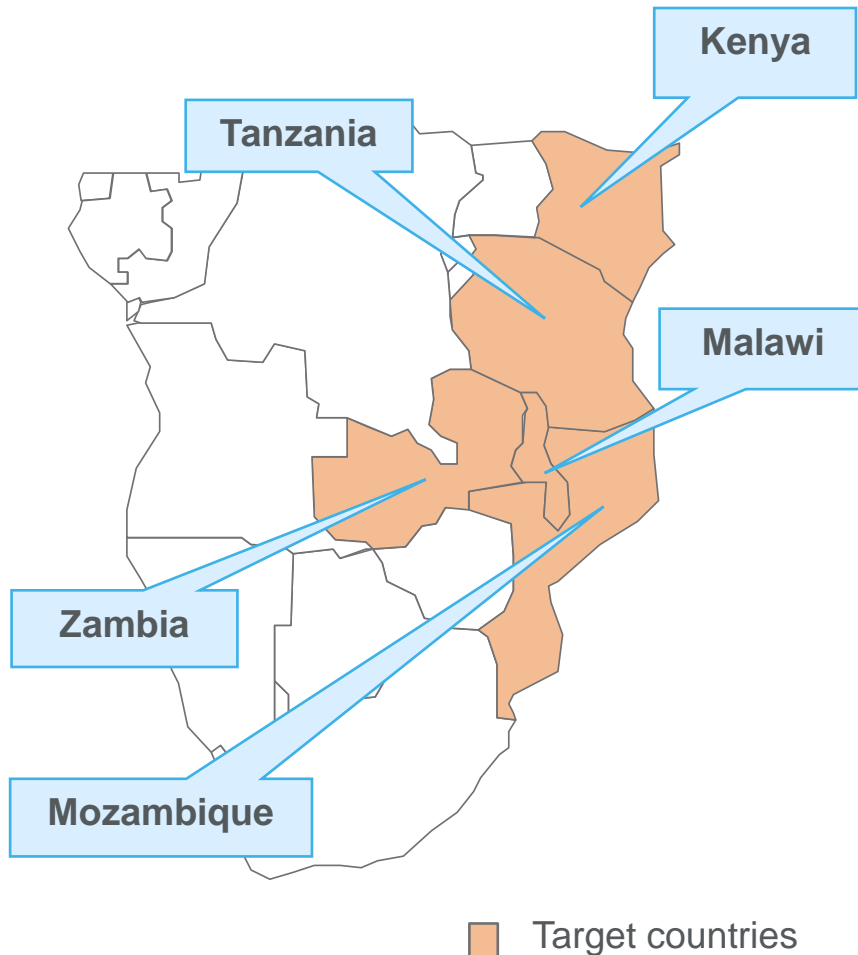 Kenya
Tanzania
Malawi
Zambia
Mozambique
Target countries